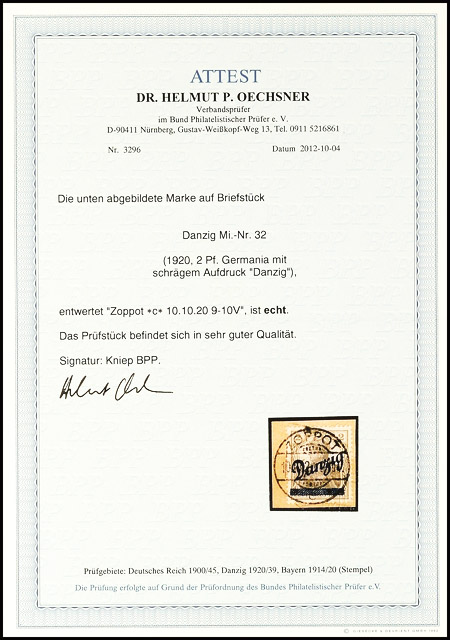 ATTEST
DR. HELMUT P. OECHSNER
Verbandsprüfer
im Bund Philatelistischer Prüfer e. V.
D-90411 Nürnberg, Gustav-Weißkopf-Weg 13, Tel. 0911 5216861
Nr. 3296 Datum 2012-10-04
Die unten abgebildete Marke auf Briefstück
Danzig Mi.-Nr. 32
(1920, 2 Pf. Germania mit
schrägem Aufdruck "Danzig"),
entwertet "Zoppot *c* 10.10.20 9-10V", ist echt.
Das Prüfstück befindet sich in sehr guter Qualität.
Signatur: Kniep BPP.
Helmut Oech
ZOPPOT
Danzig
Prüfgebiete: Deutsches Reich 1900/45, Danzig 1920/39, Bayern 1914/20 (Stempel)
Die Prüfung erfolgte auf Grund der Prüfordnung des Bundes Philatelistischer Prüfer e.V.